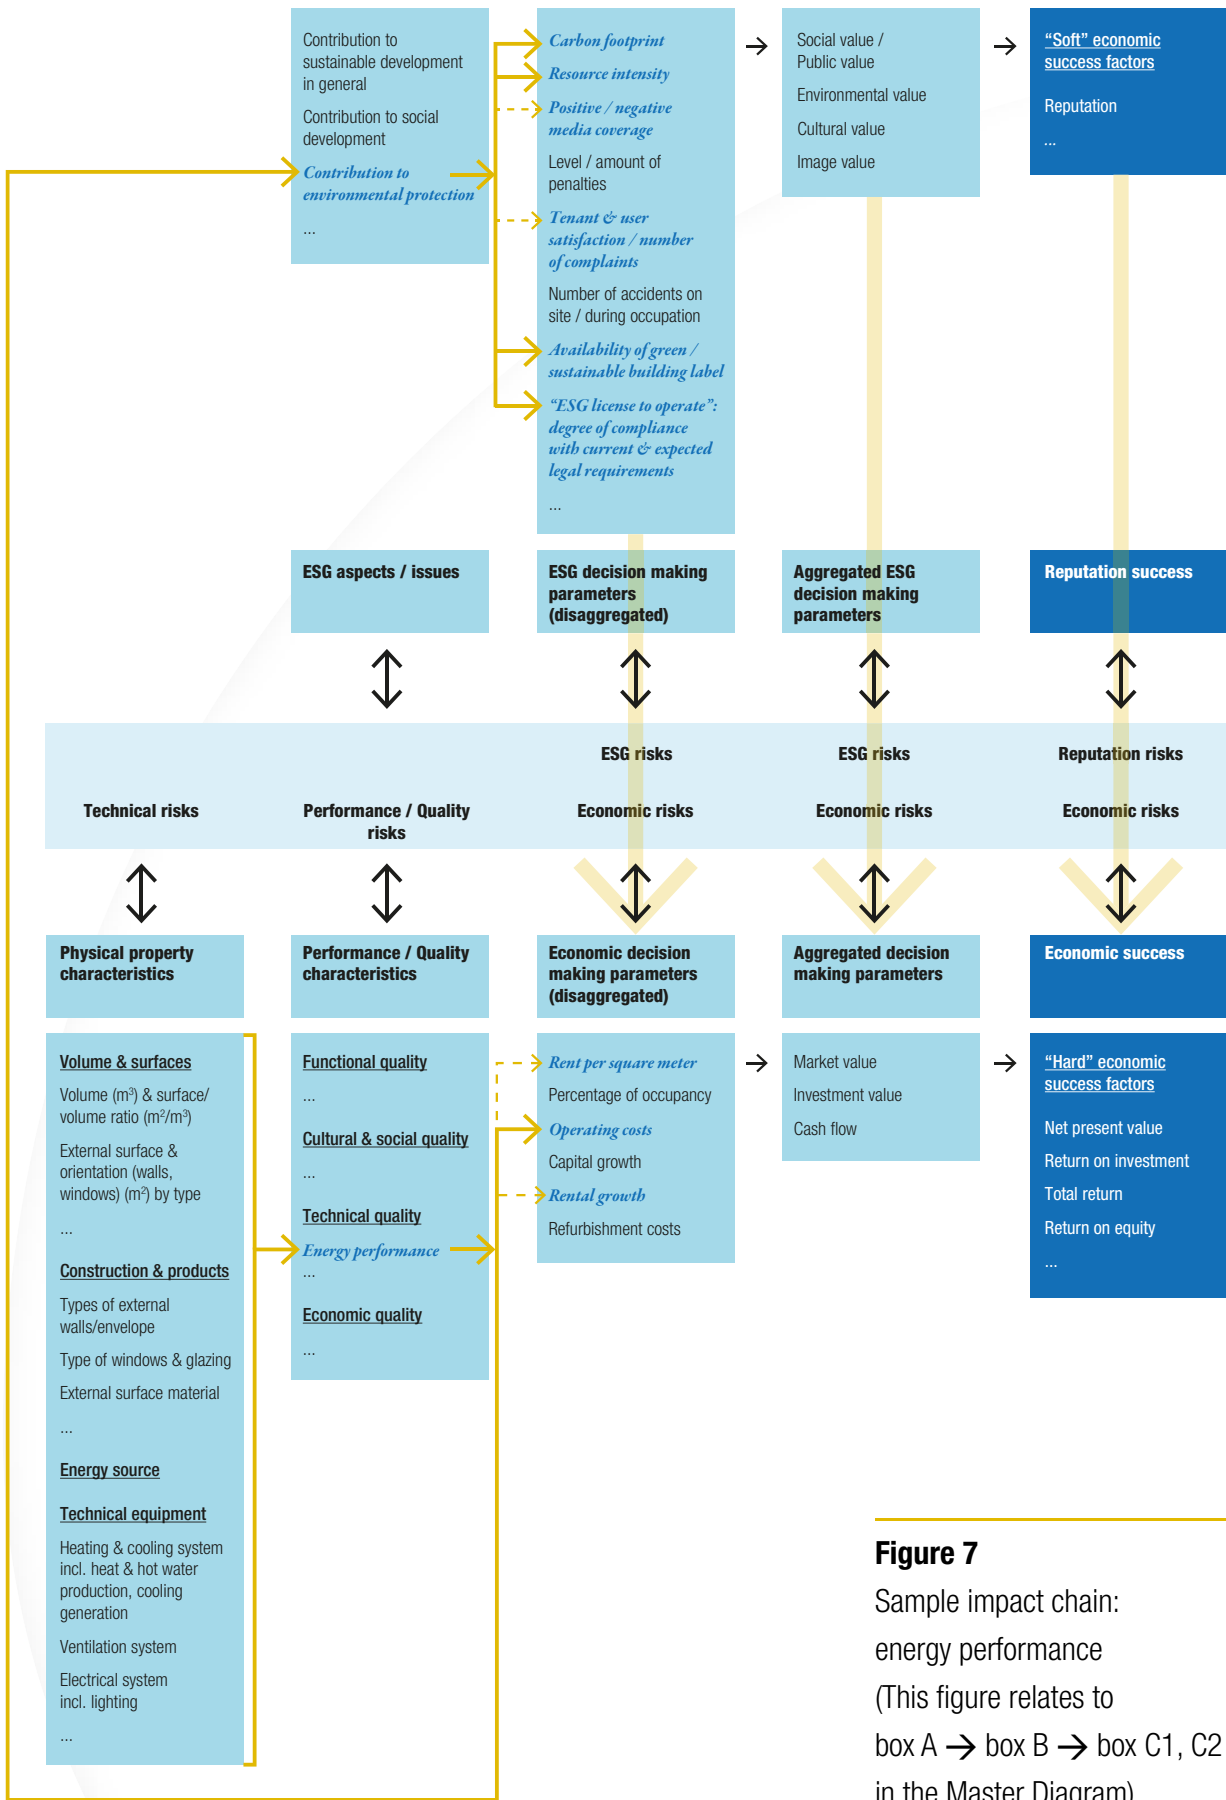 Contribution to
sustainable development
in general
Contribution to social
development
Contribution to
environmental protection
...
Carbon footprint
Resource intensity
Positive / negative
media coverage
Level / amount of
penalties
Tenant & user
satisfaction / number
of complaints
Number of accidents on
site / during occupation
Availability of green /
sustainable building label
“ESG license to operate”:
degree of compliance
with current & expected
legal requirements
...
Social value /
Public value
Environmental value
Cultural value
Image value
“Soft” economic
success factors
Reputation
...
ESG aspects / issues
ESG decision making
parameters
(disaggregated)
Aggregated ESG
decision making
parameters
Reputation success
ESG risks
ESG risks
Reputation risks
Technical risks
Performance / Quality
risks
Economic risks
Economic risks
Economic risks
Physical property
characteristics
Performance / Quality
characteristics
Economic decision
making parameters
(disaggregated)
Aggregated decision
making parameters
Economic success
Volume & surfaces
Volume (m³) & surface/
volume ratio (m²/m³)
External surface &
orientation (walls,
windows) (m²) by type
...
Construction & products
Types of external
walls/envelope
Type of windows & glazing
External surface material
...
Energy source
Technical equipment
Heating & cooling system
incl. heat & hot water
production, cooling
generation
Ventilation system
Electrical system
incl. lighting
...
Functional quality
...
Cultural & social quality
...
Technical quality
Energy performance
...
Economic quality
...
Rent per square meter
Percentage of occupancy
Operating costs
Capital growth
Rental growth
Refurbishment costs
Market value
Investment value
Cash flow
“Hard” economic
success factors
Net present value
Return on investment
Total return
Return on equity
...
Figure 7
Sample impact chain:
energy performance
(This figure relates to
box A → box B → box C1, C2
in the Master Diagram)